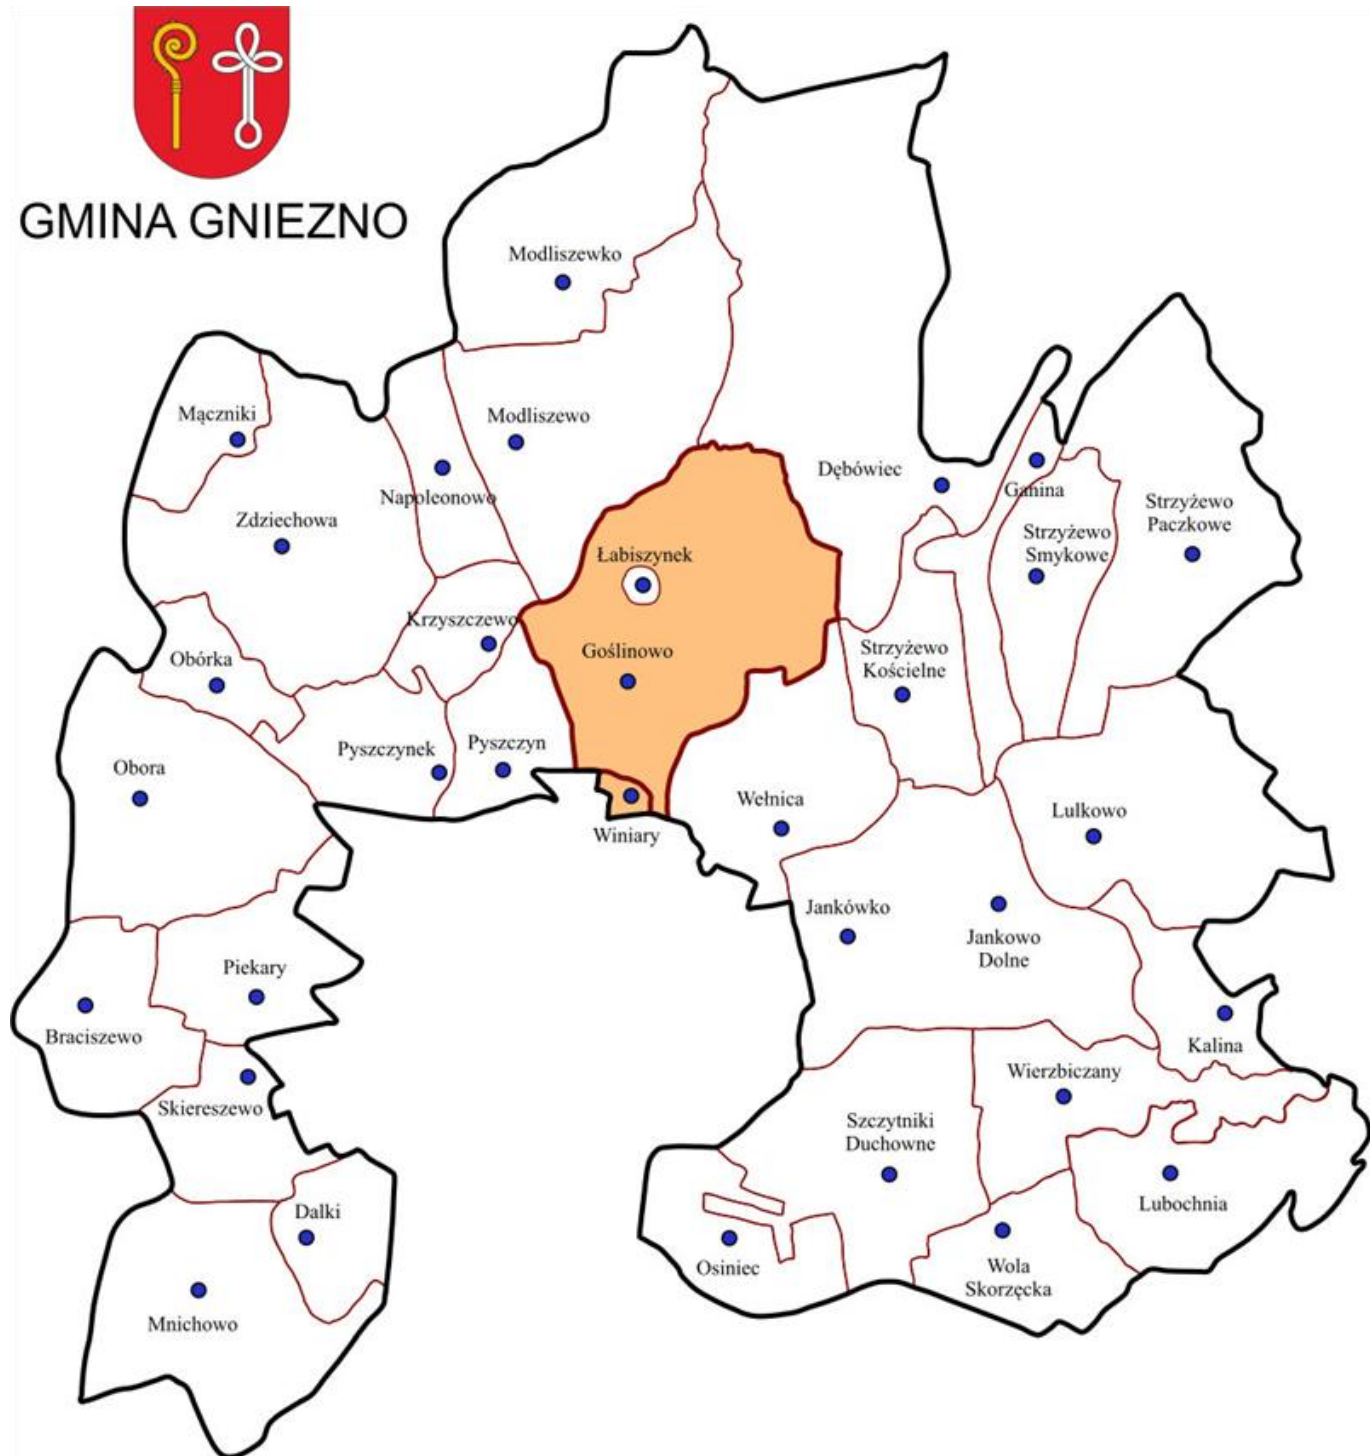 GMINA GNIEZNO
Modliszewko
Mączniki
Modliszewo
Dębówiec
Napoleonowo
Ganina
Strzyżewo
Paczkowe
Zdziechowa
Strzyżewo
Smykowe
Łabiszynek
Krzyszczewo
Goślinowo
Strzyżewo
Kościelne
Obórka
Pyszczynek
Pyszczyn
Obora
Wełnica
Lulkowo
Winiary
Jankówko
Jankowo
Dolne
Piekary
Braciszewo
Kalina
Wierzbiczany
Skiereszewo
Szczytniki
Duchowne
Lubochnia
Dalki
Osiniec
Wola
Skorzęcka
Mnichowo